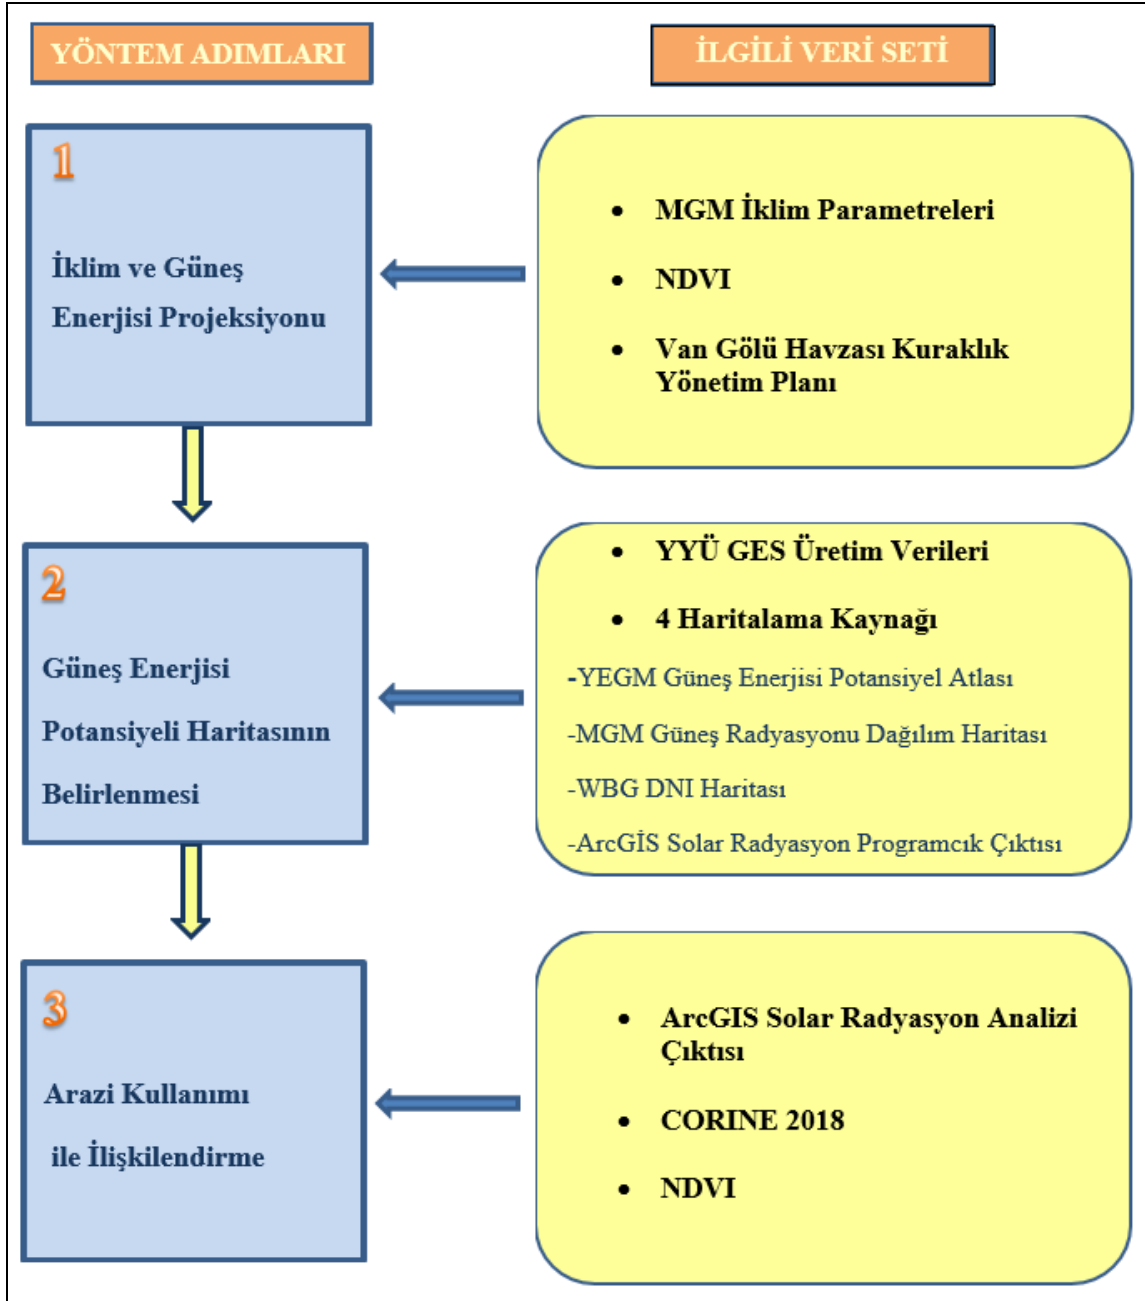 YÖNTEM ADIMLARI
İLGİLİ VERİ SETİ
1
İklim ve Güneş
Enerjisi Projeksiyonu
• MGM İklim Parametreleri
• NDVI
• Van Gölü Havzası Kuraklık
Yönetim Planı
2
Güneş Enerjisi
Potansiyeli Haritasının
Belirlenmesi
• YYÜ GES Üretim Verileri
• 4 Haritalama Kaynağı
-YEGM Güneş Enerjisi Potansiyel Atlası
-MGM Güneş Radyasyonu Dağılım Haritası
-WBG DNI Haritası
-ArcGİS Solar Radyasyon Programcık Çıktısı
3
Arazi Kullanımı
ile İlişkilendirme
• ArcGIS Solar Radyasyon Analizi
Çıktısı
• CORINE 2018
• NDVI